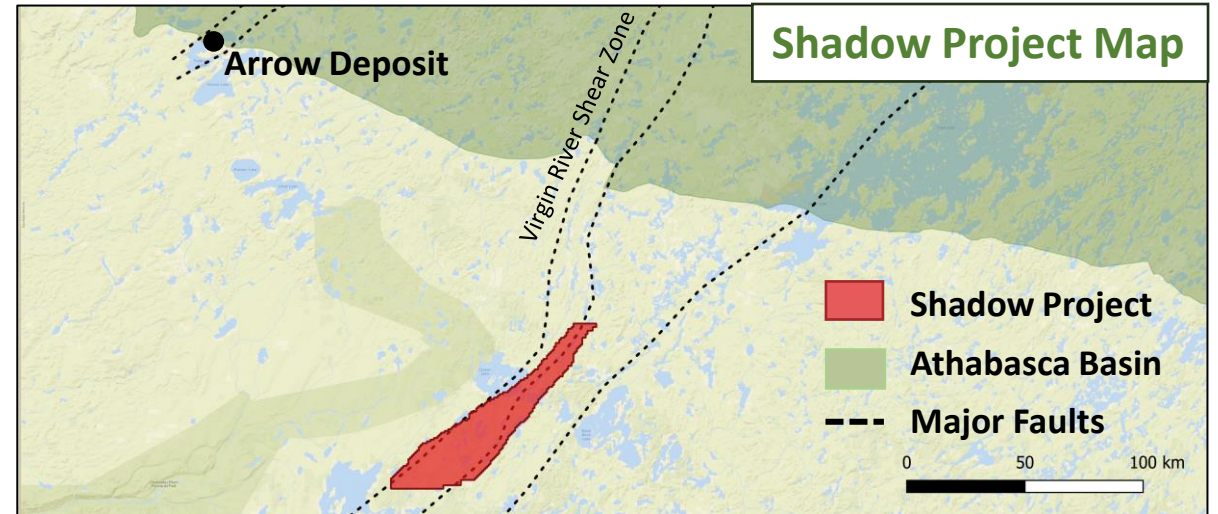 Shadow Project Map
Arrow Deposit
Virgin River Shear Zone
Shadow Project
Athabasca Basin
Major Faults
0 50 100 km